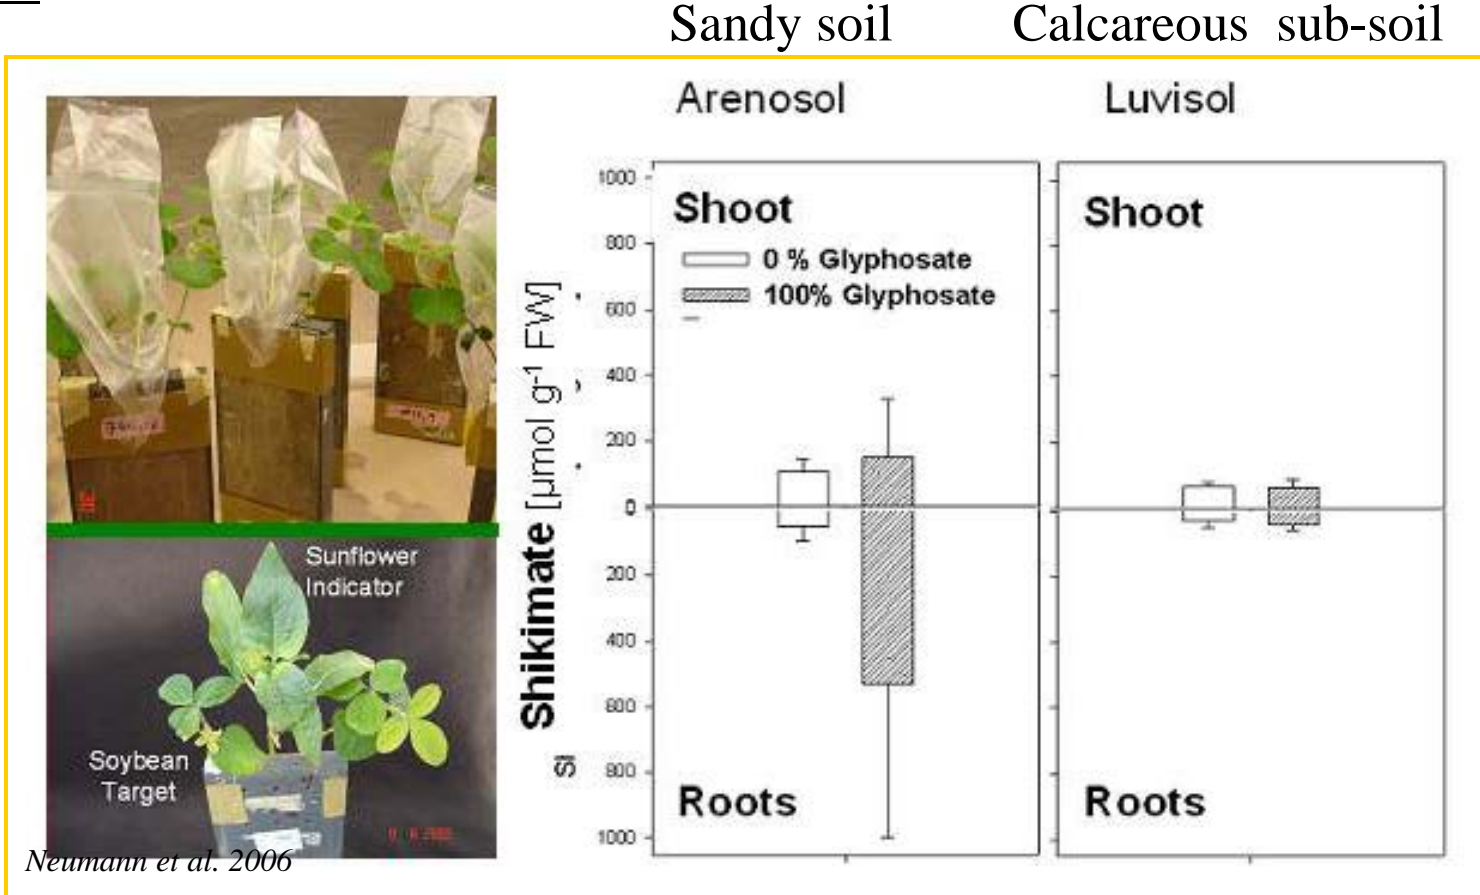 Sandy soil
Calcareous sub-soil
Arenosol
Luvisol
Shoot
0 % Glyphosate
100% Glyphosate
Shoot
1000
800
600
400
200
0
200
400
600
800
1000
Shikimate [µmol g-1 FW]
SI
Roots
Roots
Sunflower
Indicator
Soybean
Target
Neumann et al. 2006